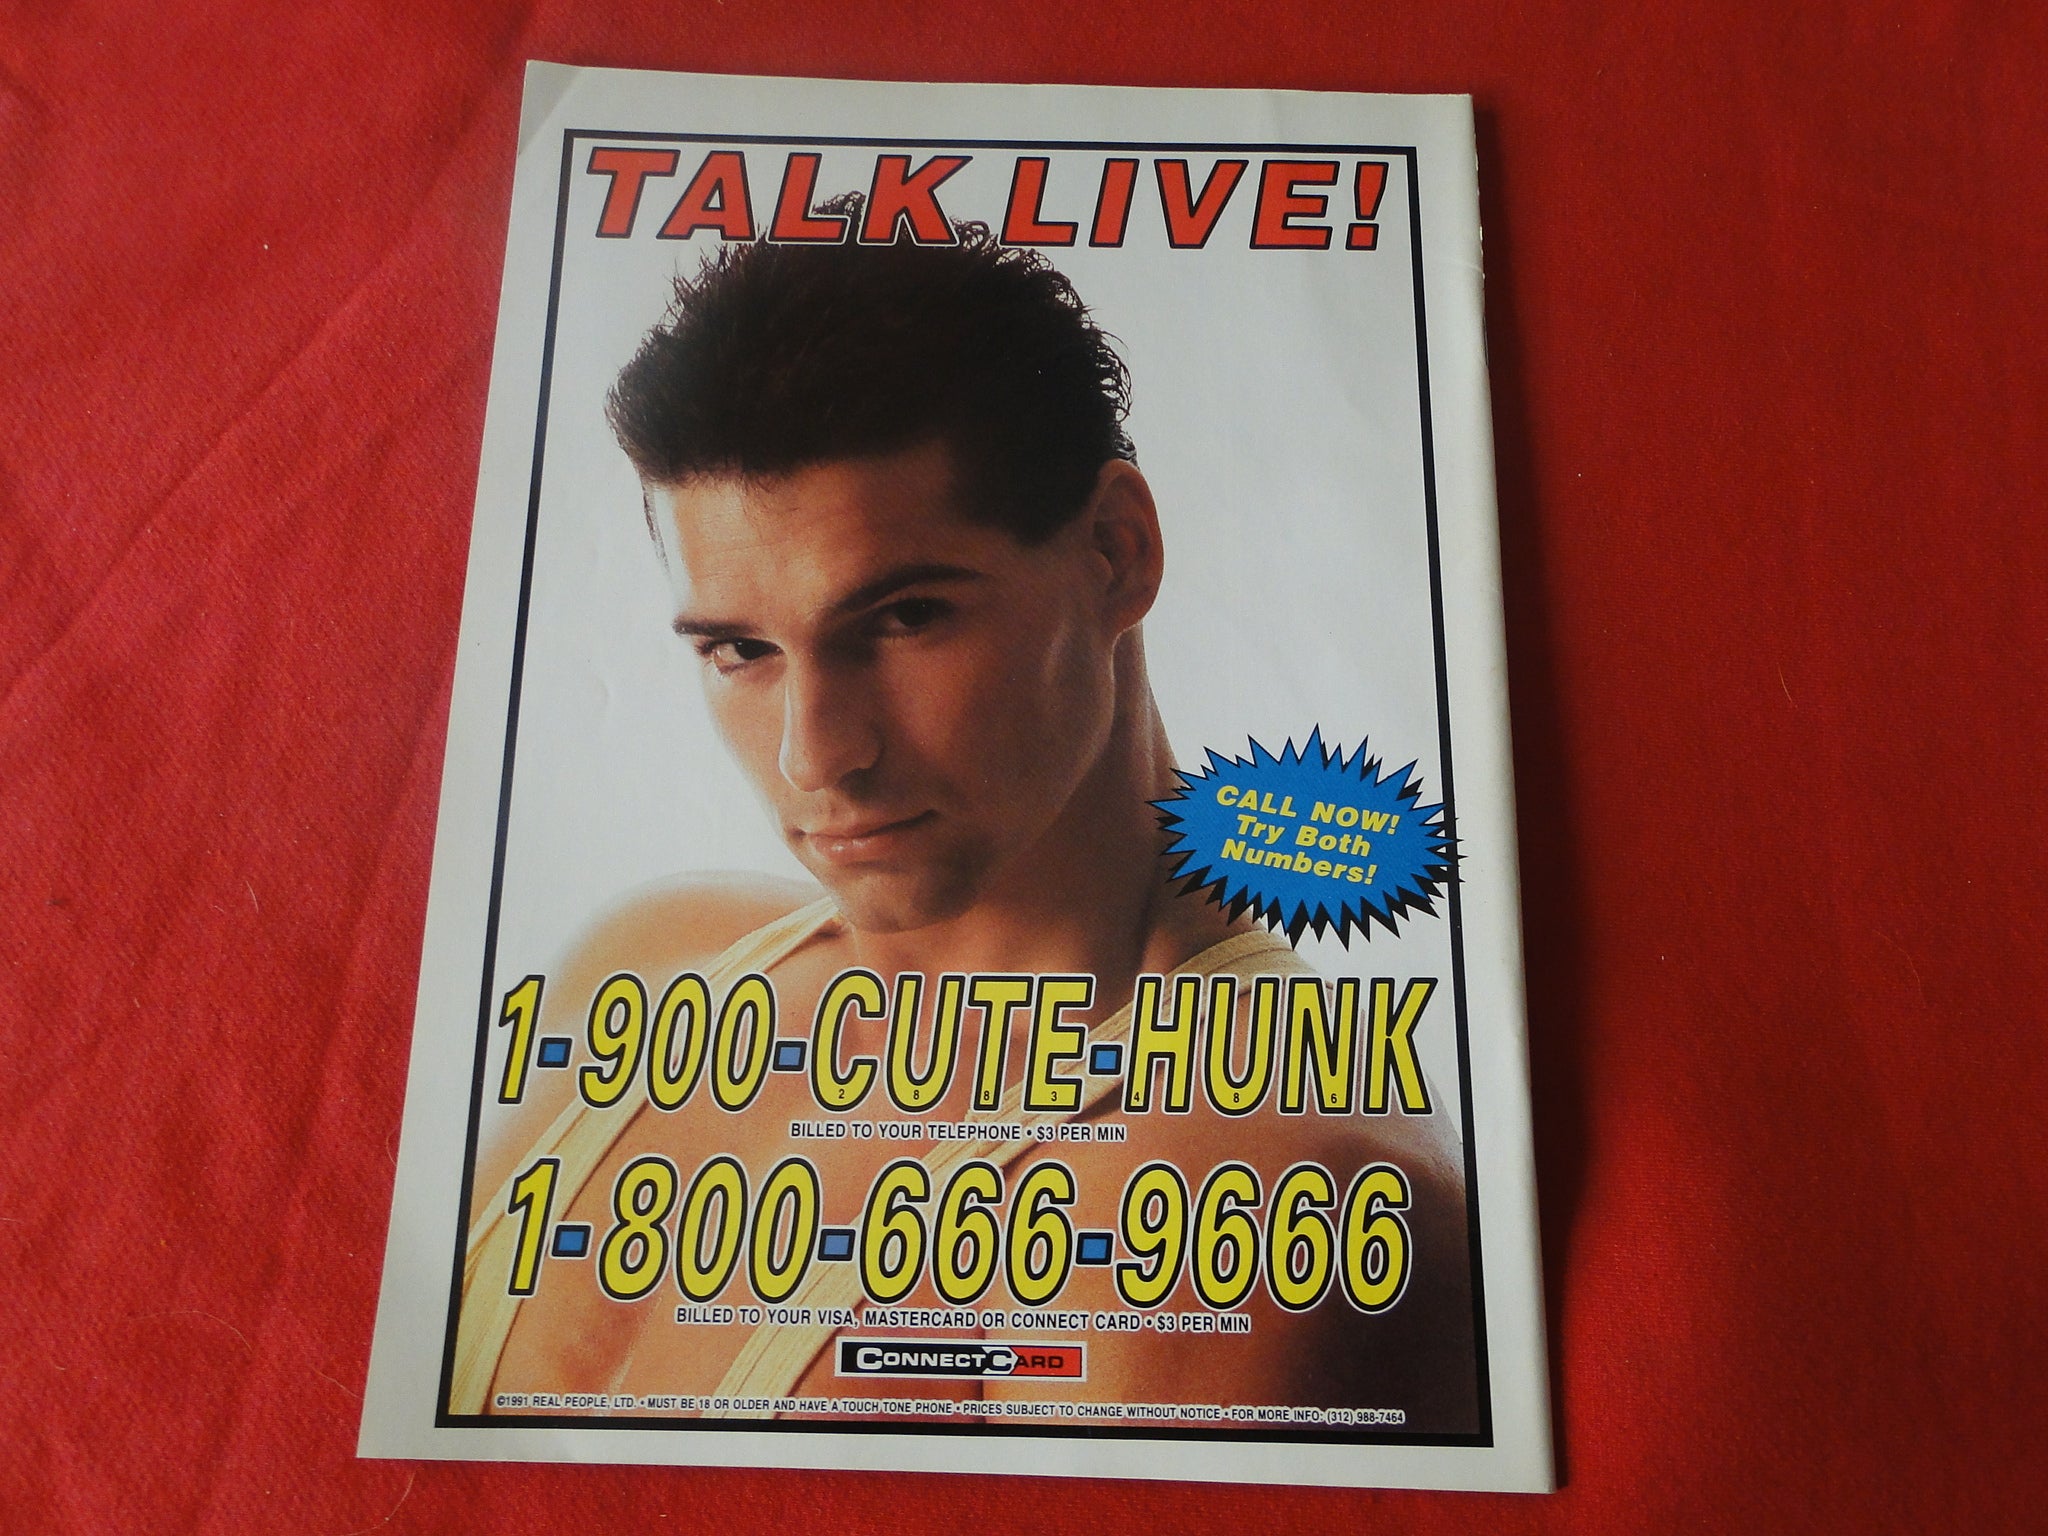 TALK LIVE!
CALL NOW!
Try Both
Numbers!
1-900-CUTE-HUNK
2 8 8 3 4 8 6
BILLED TO YOUR TELEPHONE • $3 PER MIN
1-800-666-9666
BILLED TO YOUR VISA, MASTERCARD OR CONNECT CARD • $3 PER MIN
CONNECT CARD
©1991 REAL PEOPLE, LTD. • MUST BE 18 OR OLDER AND HAVE A TOUCH TONE PHONE • PRICES SUBJECT TO CHANGE WITHOUT NOTICE • FOR MORE INFO: (312) 988-7464